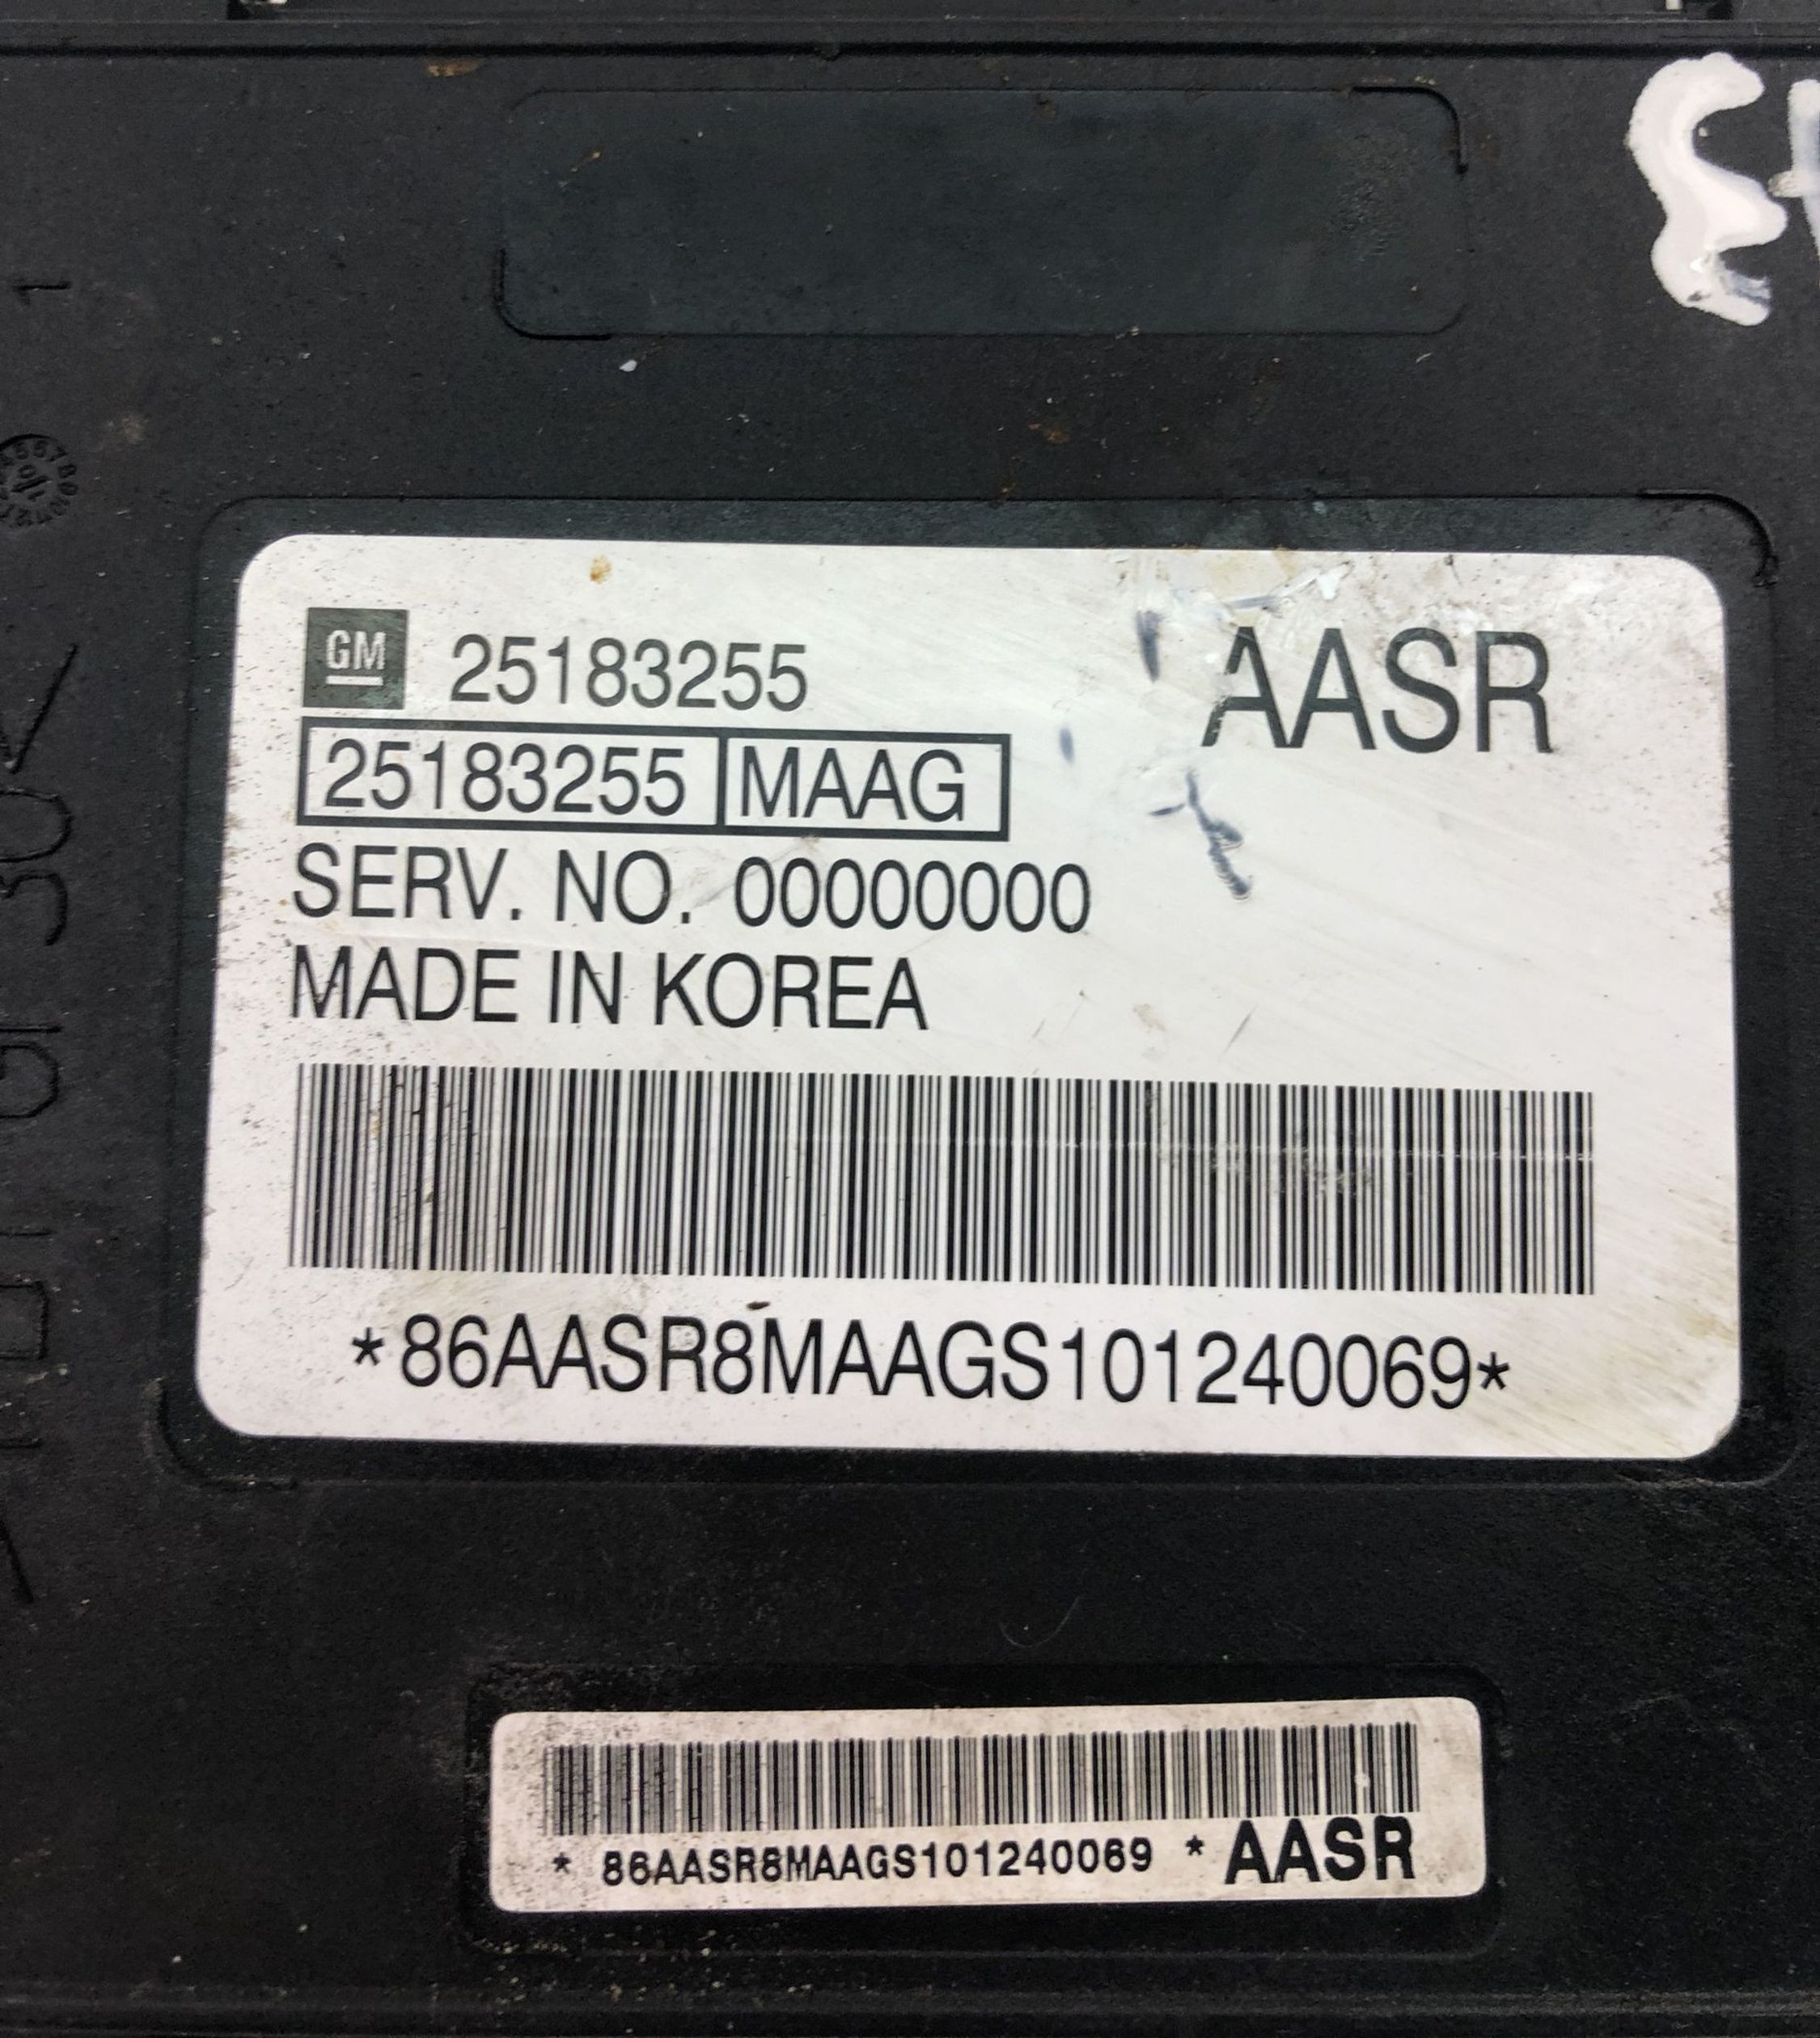 GM 25183255
AASR
25183255 MAAG
SERV. NO. 00000000
MADE IN KOREA
*86AASR8MAAGS101240069*
* 86AASR8MAAGS101240069 * AASR